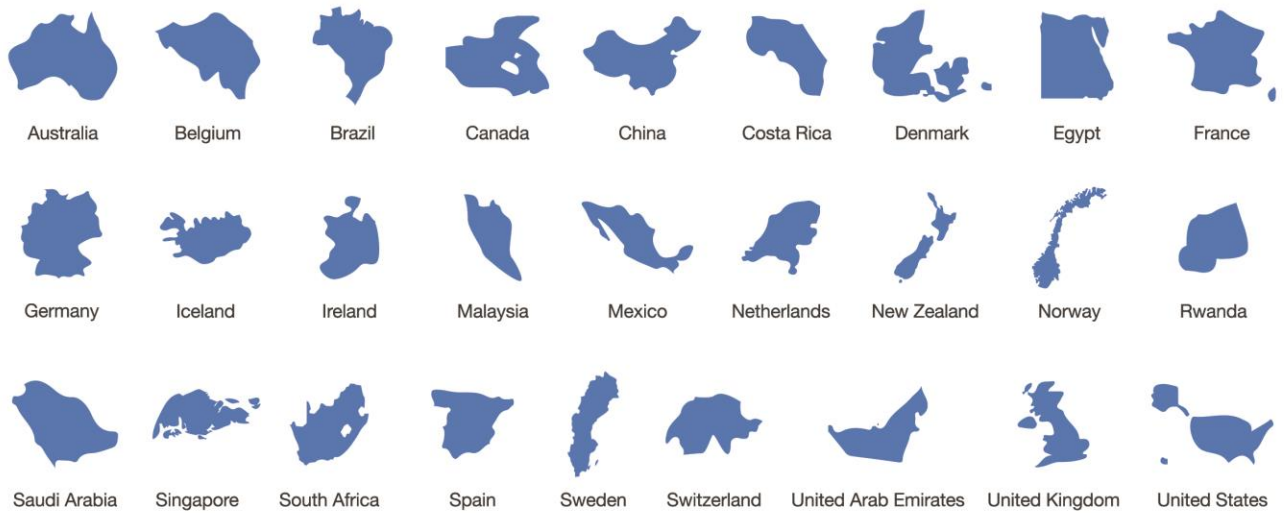 Australia Belgium Brazil Canada China Costa Rica Denmark Egypt France
Germany Iceland Ireland Malaysia Mexico Netherlands New Zealand Norway Rwanda
Saudi Arabia Singapore South Africa Spain Sweden Switzerland United Arab Emirates United Kingdom United States